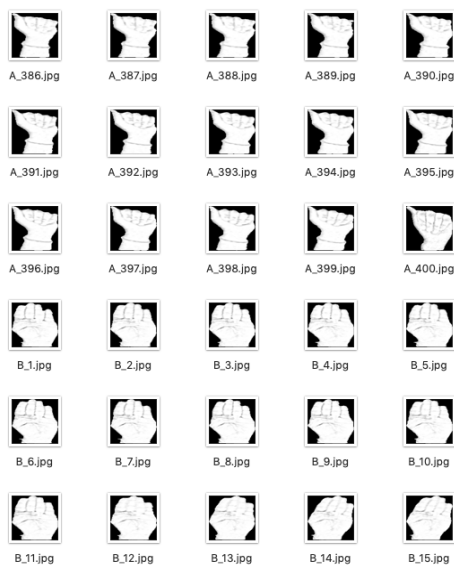 A_386.jpg A_387.jpg A_388.jpg A_389.jpg A_390.jpg
A_391.jpg A_392.jpg A_393.jpg A_394.jpg A_395.jpg
A_396.jpg A_397.jpg A_398.jpg A_399.jpg A_400.jpg
B_1.jpg B_2.jpg B_3.jpg B_4.jpg B_5.jpg
B_6.jpg B_7.jpg B_8.jpg B_9.jpg B_10.jpg
B_11.jpg B_12.jpg B_13.jpg B_14.jpg B_15.jpg